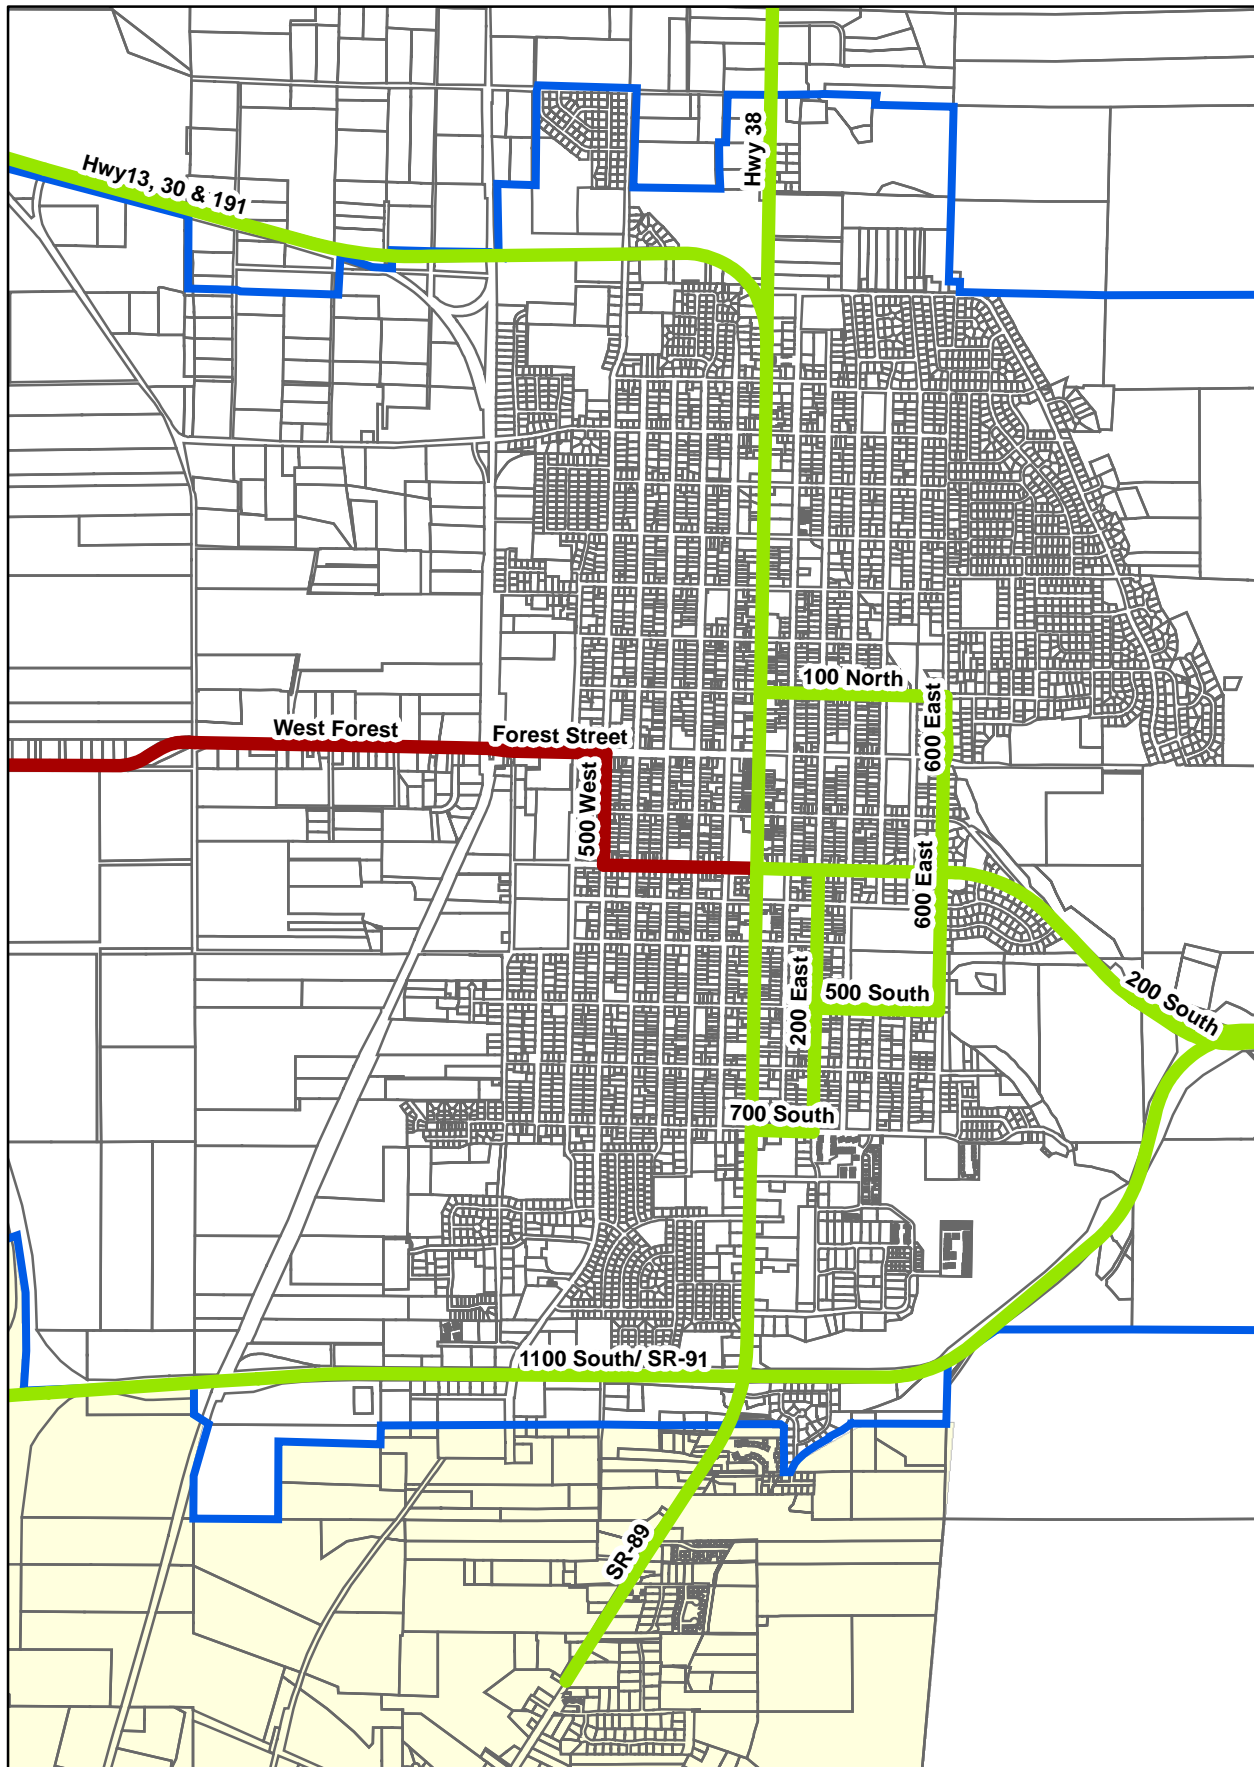 Hwy 38
Hwy13, 30 & 191
100 North
600 East
West Forest
Forest Street
500 West
600 East
200 East
500 South
200 South
700 South
1100 South/ SR-91
SR-89